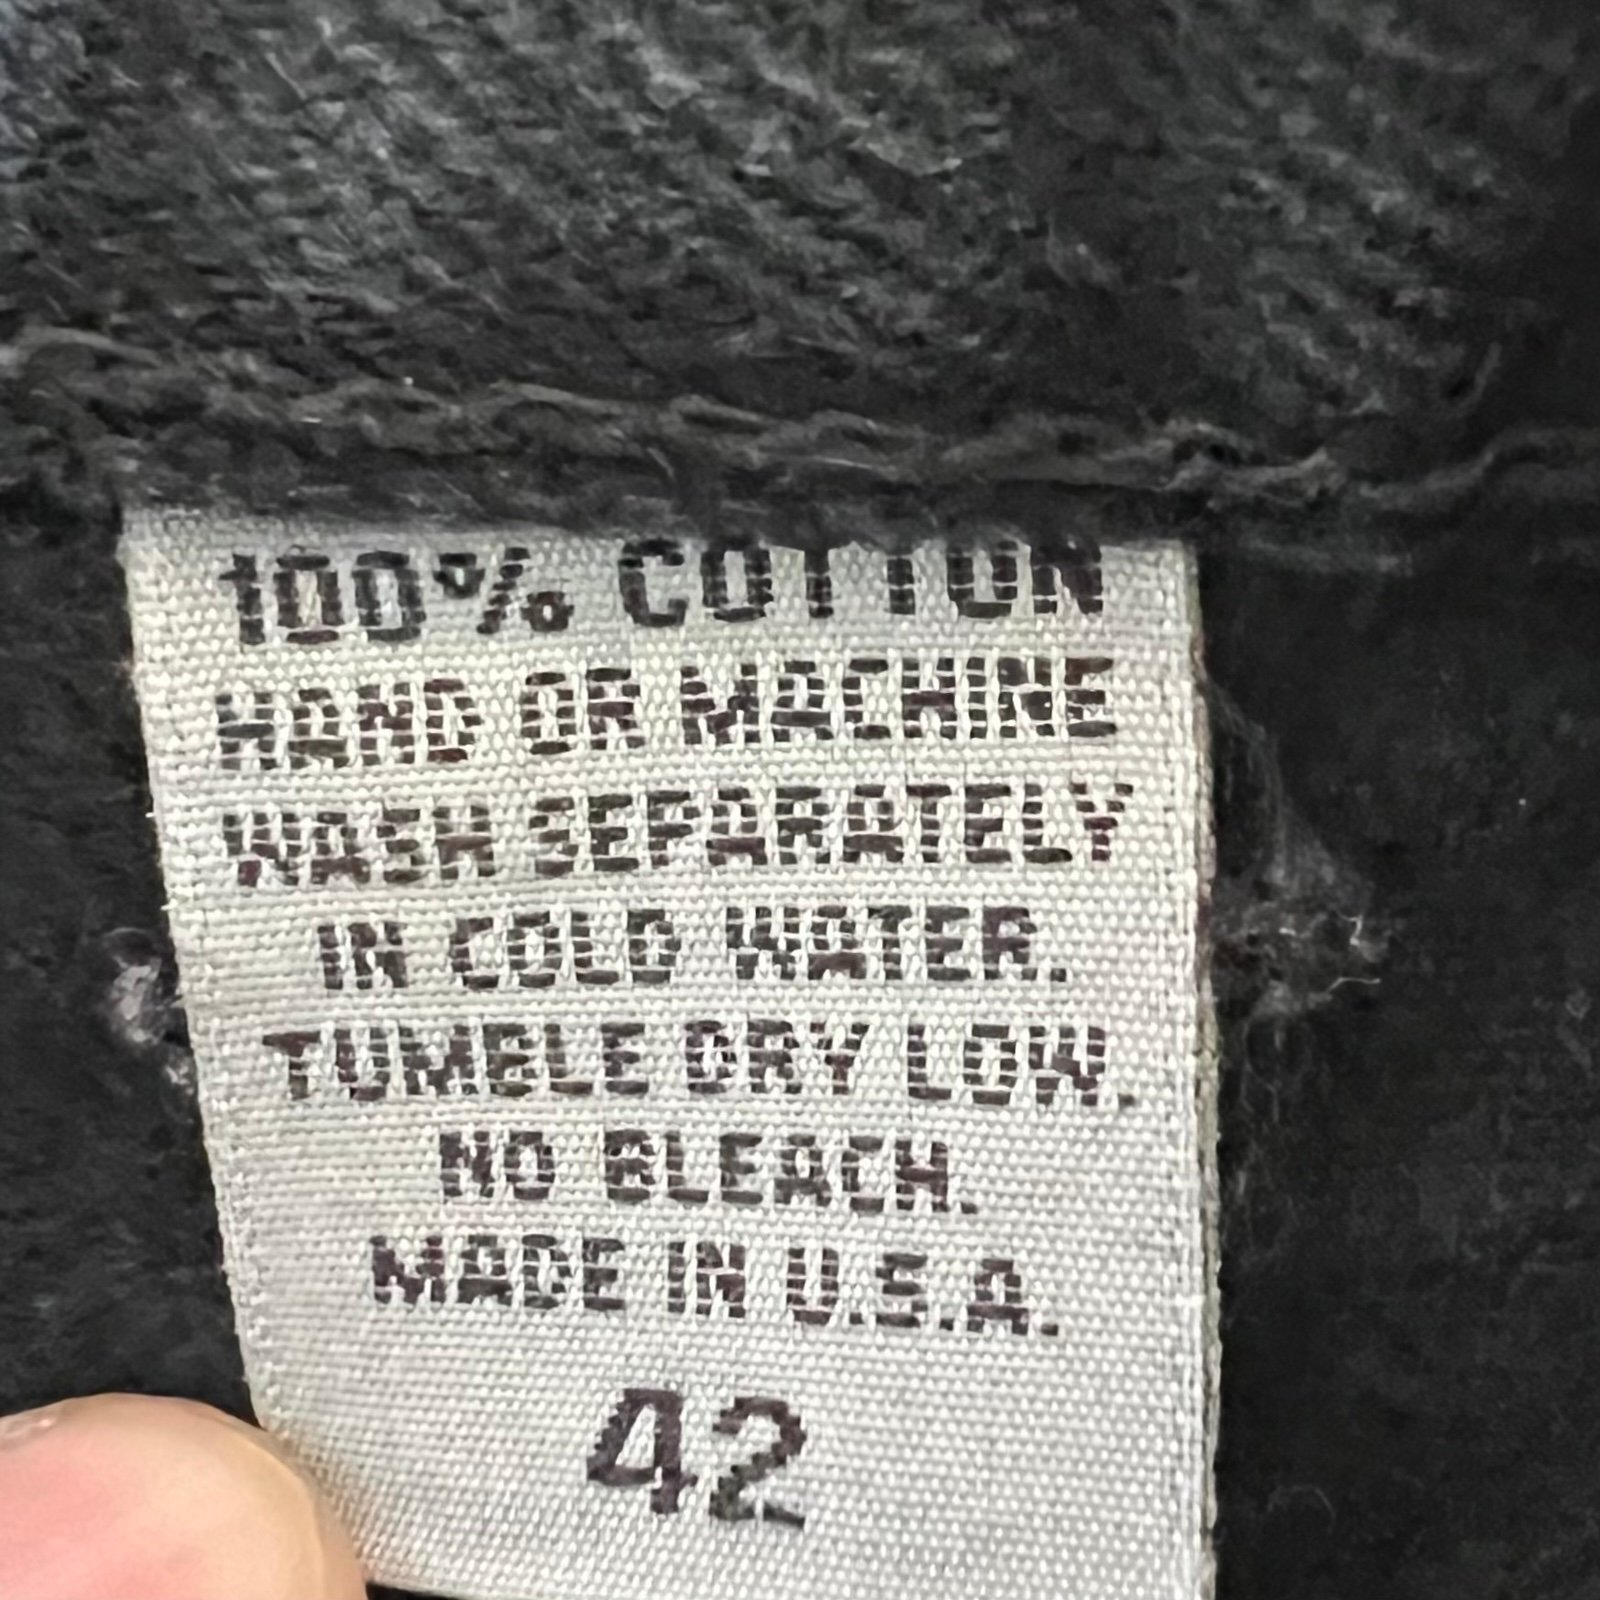 100% COTTON
HAND OR MACHINE
WASH SEPARATELY
IN COLD WATER.
TUMBLE DRY LOW.
NO BLEACH.
MADE IN U.S.A.
42